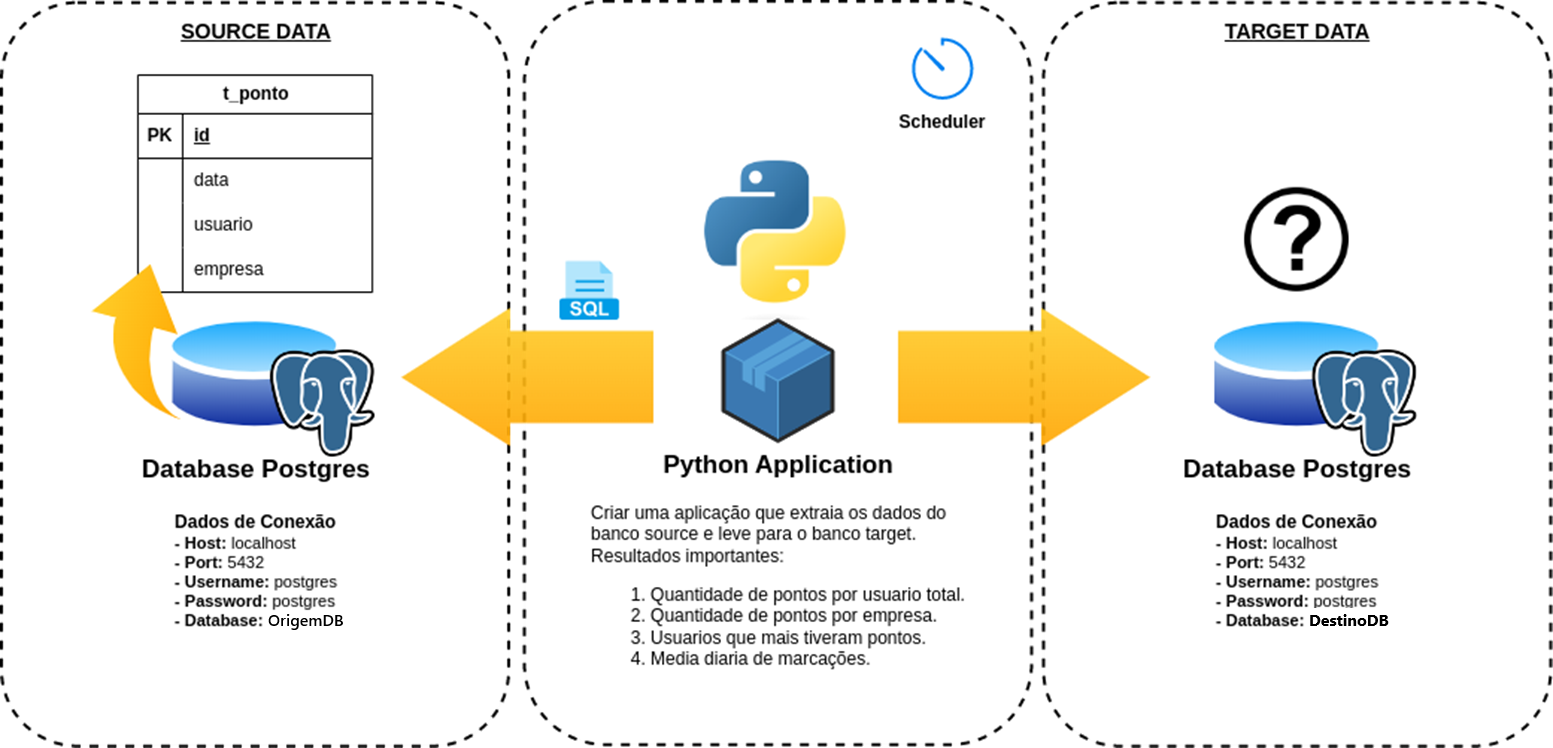 SOURCE DATA
t_ponto
PK id
data
usuario
empresa
Database Postgres
Dados de Conexão
- Host: localhost
- Port: 5432
- Username: postgres
- Password: postgres
- Database: OrigemDB
Scheduler
SQL
Python Application
Criar uma aplicação que extraia os dados do
banco source e leve para o banco target.
Resultados importantes:
1. Quantidade de pontos por usuario total.
2. Quantidade de pontos por empresa.
3. Usuarios que mais tiveram pontos.
4. Media diaria de marcações.
TARGET DATA
?
Database Postgres
Dados de Conexão
- Host: localhost
- Port: 5432
- Username: postgres
- Password: postgres
- Database: DestinoDB